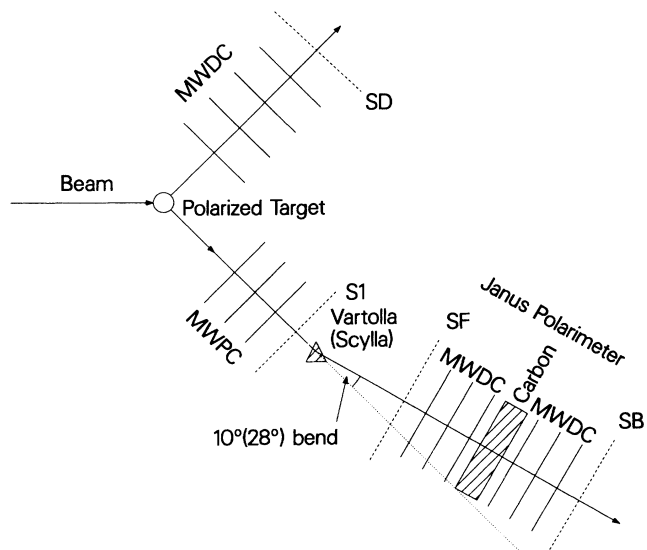 MWDC
SD
Beam
Polarized Target
MWPC
S1
Vartolla
(Scylla)
10°(28°) bend
Janus Polarimeter
SF
MWDC
Carbon
MWDC
SB